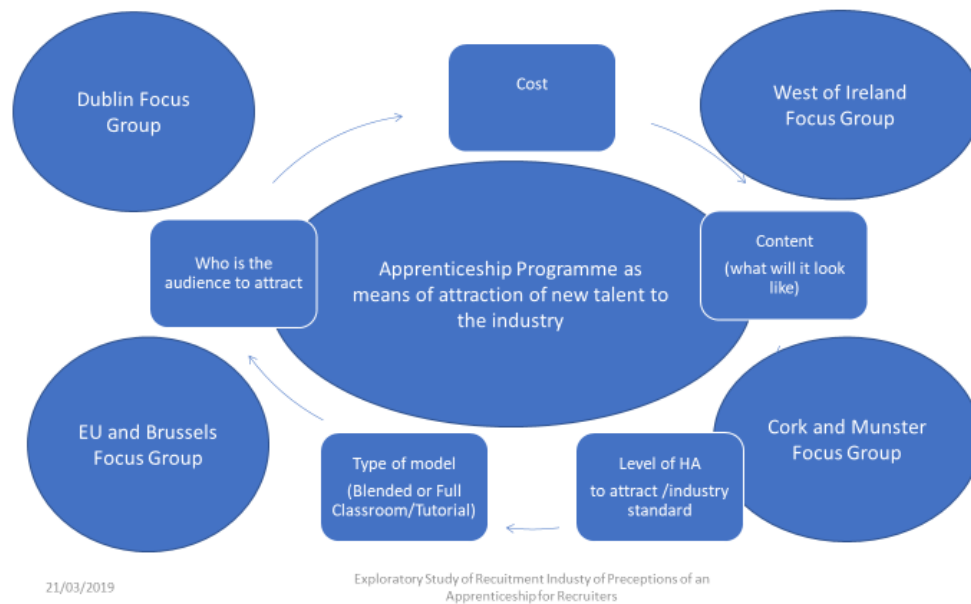 Dublin Focus
Group
Cost
West of Ireland
Focus Group
Who is the
audience to attract
Apprenticeship Programme as
means of attraction of new talent to
the industry
Content
(what will it look
like)
EU and Brussels
Focus Group
Type of model
(Blended or Full
Classroom/Tutorial)
Level of HA
to attract /industry
standard
Cork and Munster
Focus Group
21/03/2019
Exploratory Study of Recuitment Industy of Preceptions of an
Apprenticeship for Recruiters